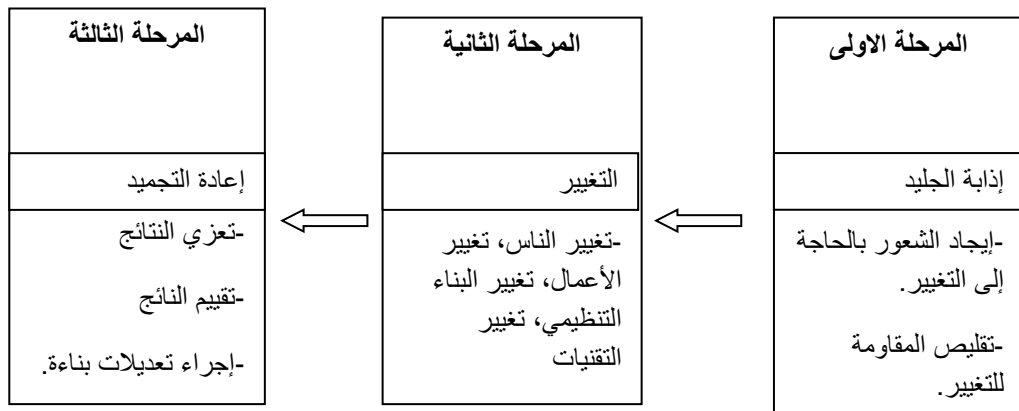 المرحلة الاولى
إذابة الجليد
-إيجاد الشعور بالحاجة
إلى التغيير.
-تقليص المقاومة
للتغيير.
المرحلة الثانية
التغيير
-تغيير الناس، تغيير
الأعمال، تغيير البناء
التنظيمي، تغيير
التقنيات
المرحلة الثالثة
إعادة التجميد
-تعزي النتائج
-تقييم النائج
-إجراء تعديلات بناءة.